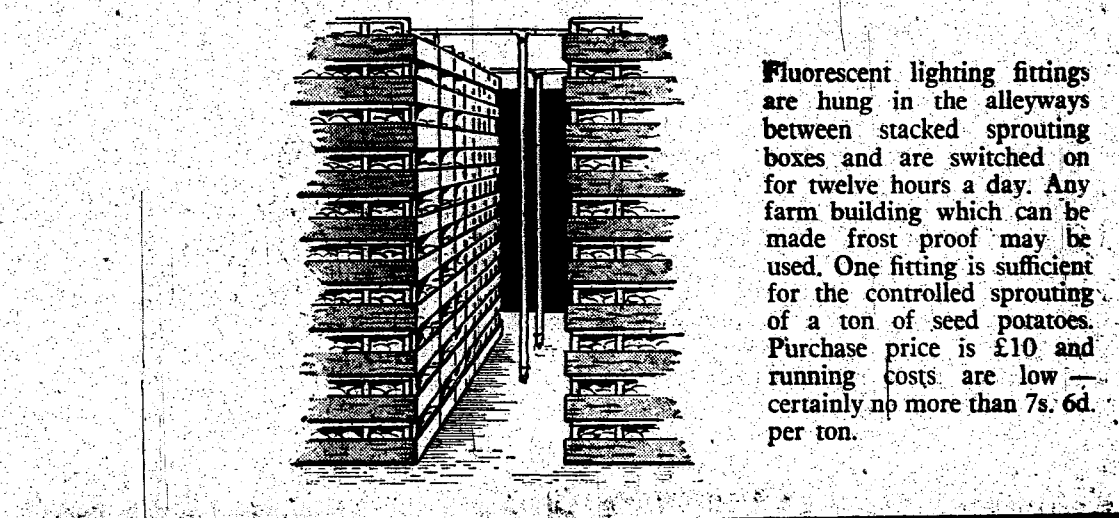 Fluorescent lighting fittings
are hung in the alleyways
between stacked sprouting
boxes and are switched on
for twelve hours a day. Any
farm building which can be
made frost proof may be
used. One fitting is sufficient
for the controlled sprouting
of a ton of seed potatoes.
Purchase price is £10 and
running costs are low —
certainly no more than 7s. 6d.
per ton.